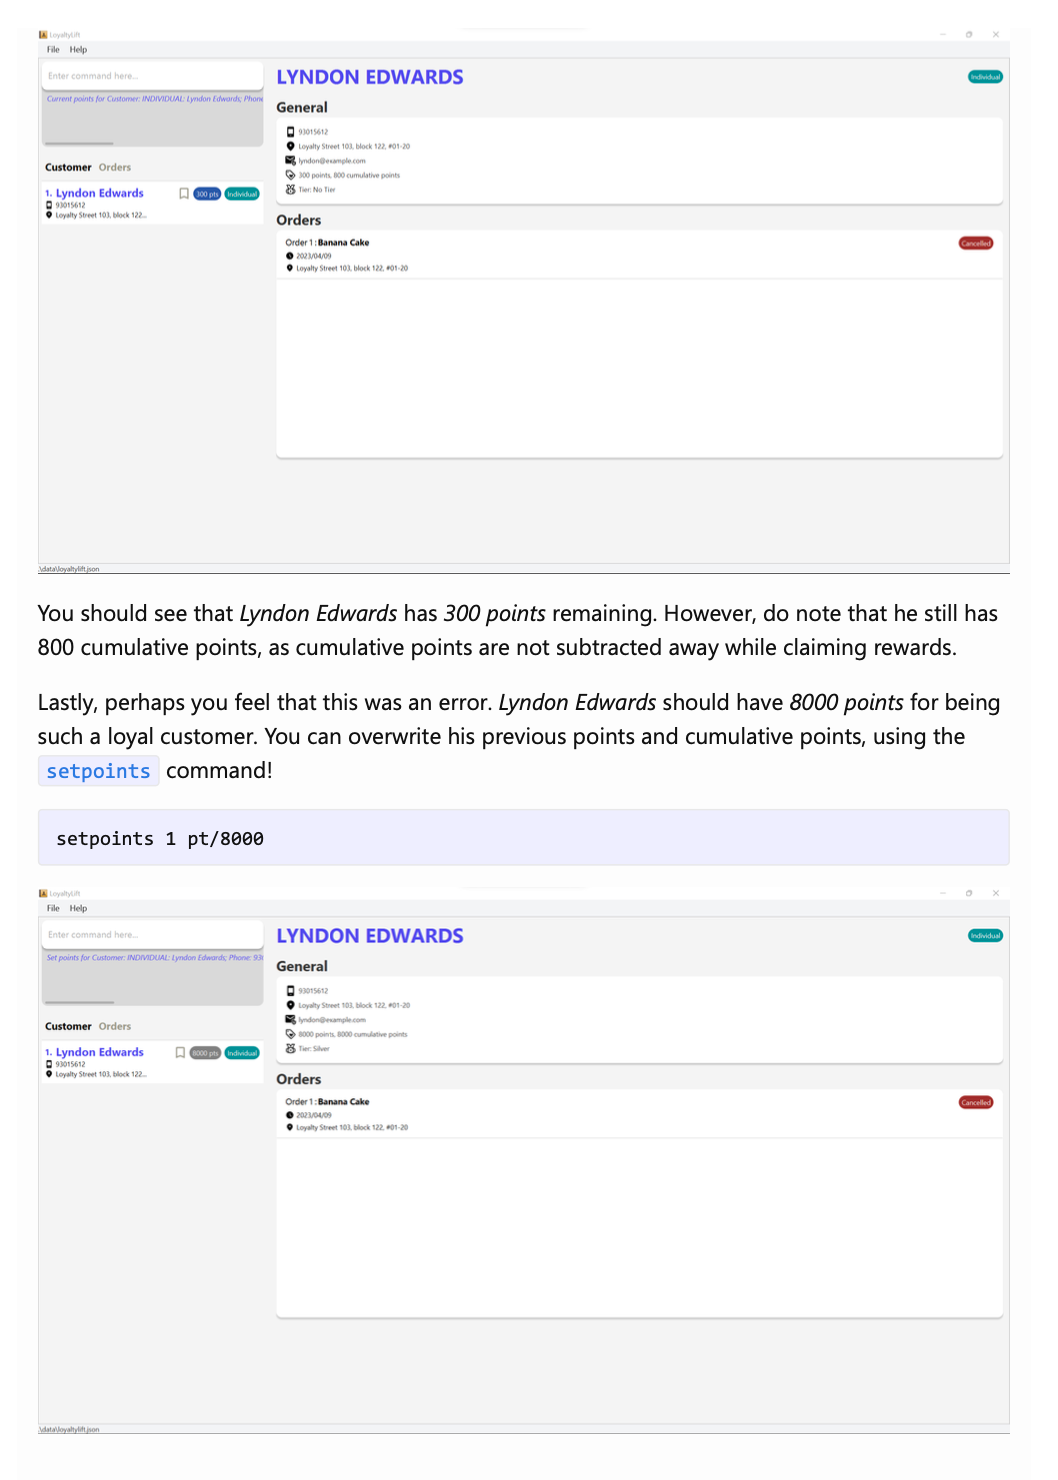 LoyaltyLift
File Help
Enter command here...
Current points for Customer: INDIVIDUAL: Lyndon Edwards; Phone
Customer Orders
1. Lyndon Edwards 300 pts Individual
93015612
Loyalty Street 103, block 122...
LYNDON EDWARDS Individual
General
93015612
Loyalty Street 103, block 122, #01-20
lyndon@example.com
300 points, 800 cumulative points
Tier: No Tier
Orders
Order 1: Banana Cake Cancelled
2023/04/09
Loyalty Street 103, block 122, #01-20
.\data\loyaltylift.json
You should see that Lyndon Edwards has 300 points remaining. However, do note that he still has
800 cumulative points, as cumulative points are not subtracted away while claiming rewards.
Lastly, perhaps you feel that this was an error. Lyndon Edwards should have 8000 points for being
such a loyal customer. You can overwrite his previous points and cumulative points, using the
setpoints command!
setpoints 1 pt/8000
LoyaltyLift
File Help
Enter command here...
Set points for Customer: INDIVIDUAL: Lyndon Edwards; Phone: 930
Customer Orders
1. Lyndon Edwards 8000 pts Individual
93015612
Loyalty Street 103, block 122...
LYNDON EDWARDS Individual
General
93015612
Loyalty Street 103, block 122, #01-20
lyndon@example.com
8000 points, 8000 cumulative points
Tier: Silver
Orders
Order 1: Banana Cake Cancelled
2023/04/09
Loyalty Street 103, block 122, #01-20
.\data\loyaltylift.json